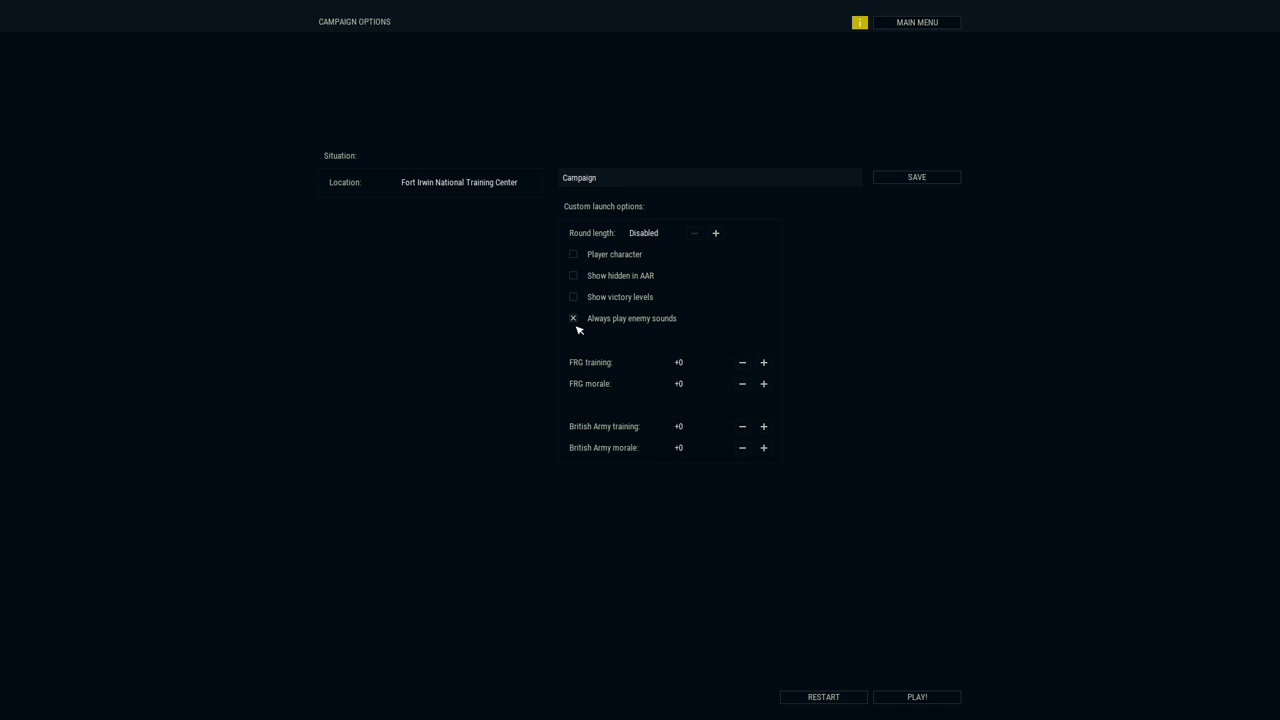 CAMPAIGN OPTIONS
i
MAIN MENU
Situation:
Location: Fort Irwin National Training Center
Campaign
SAVE
Custom launch options:
Round length: Disabled − +
Player character
Show hidden in AAR
Show victory levels
× Always play enemy sounds
FRG training: +0 − +
FRG morale: +0 − +
British Army training: +0 − +
British Army morale: +0 − +
RESTART
PLAY!